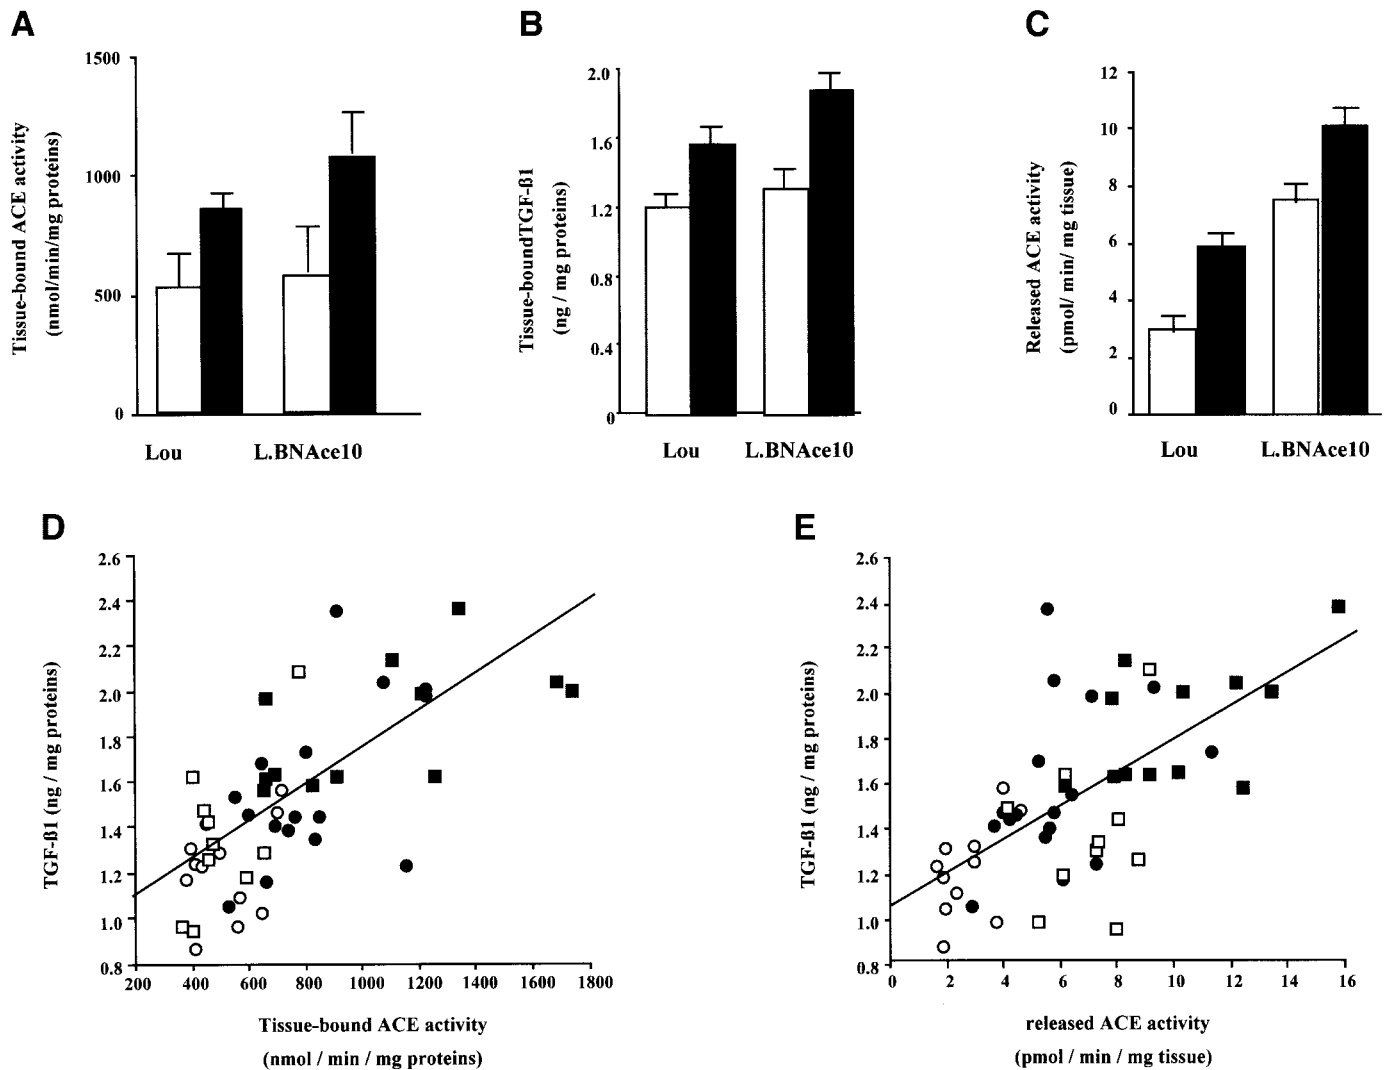 A
1500
1000
500
0
Tissue-bound ACE activity
(nmol/min/mg proteins)
Lou L.BNAce10
B
2.0
1.6
1.2
0.8
0.4
0
Tissue-boundTGF-ß1
(ng / mg proteins)
Lou L.BNAce10
C
12
10
8
6
4
2
0
Released ACE activity
(pmol/ min/ mg tissue)
Lou L.BNAce10
D
2.6
2.4
2.2
2.0
1.8
1.6
1.4
1.2
1.0
0.8
TGF-ß1 (ng / mg proteins)
200 400 600 800 1000 1200 1400 1600 1800
Tissue-bound ACE activity
(nmol / min / mg proteins)
E
2.6
2.4
2.2
2.0
1.8
1.6
1.4
1.2
1.0
0.8
TGF-ß1 (ng / mg proteins)
0 2 4 6 8 10 12 14 16
released ACE activity
(pmol / min / mg tissue)